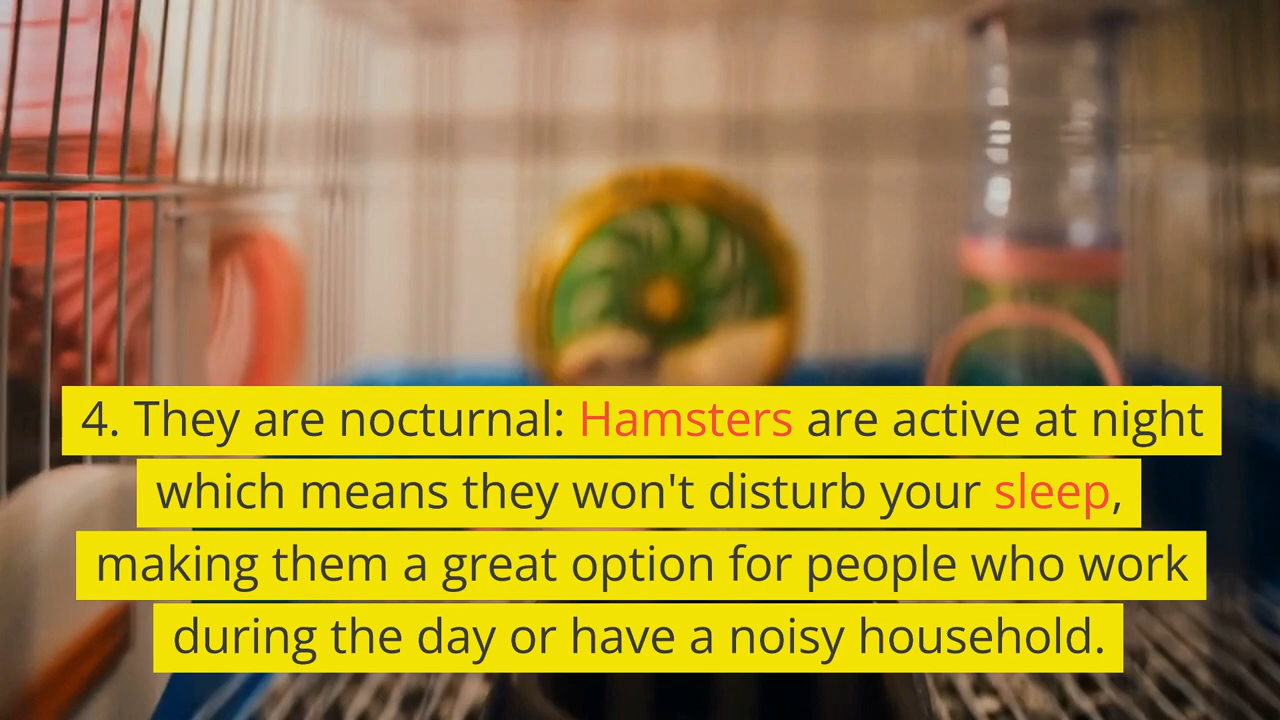 4. They are nocturnal: Hamsters are active at night
which means they won't disturb your sleep,
making them a great option for people who work
during the day or have a noisy household.